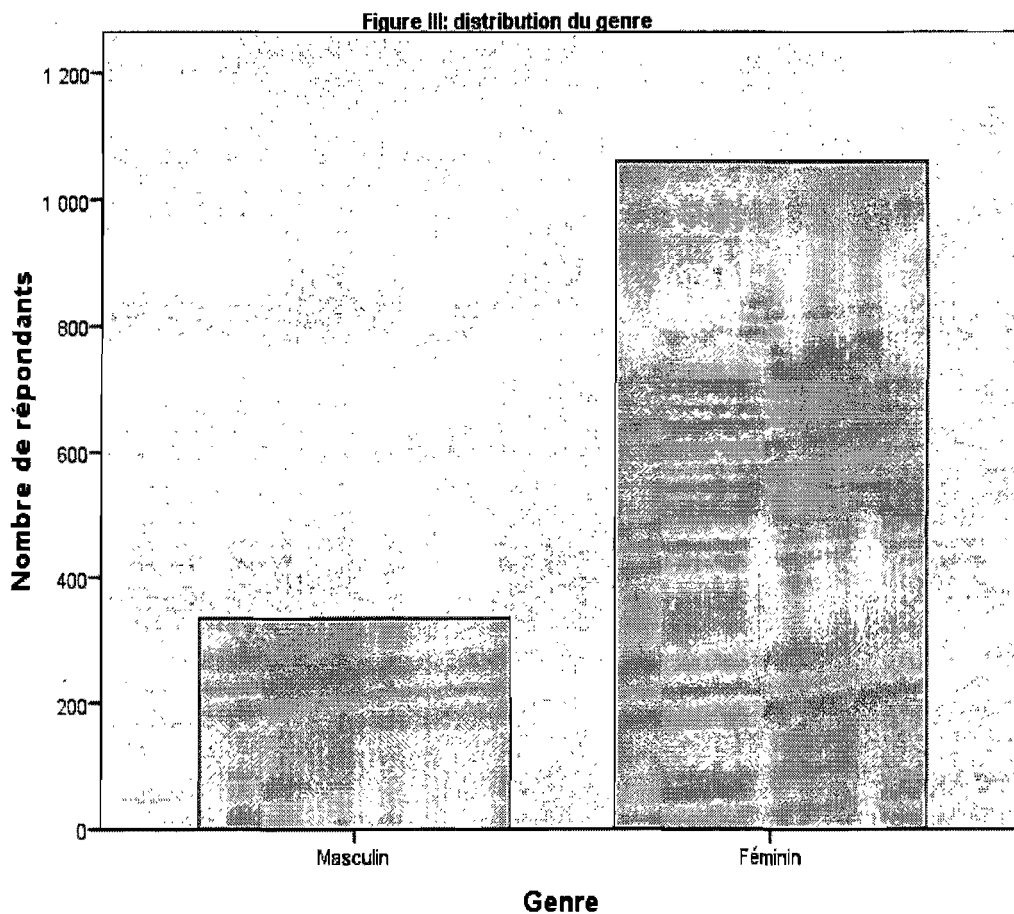 Figure III: distribution du genre
Nombre de répondants
1 200
1 000
800
600
400
200
0
Masculin
Féminin
Genre